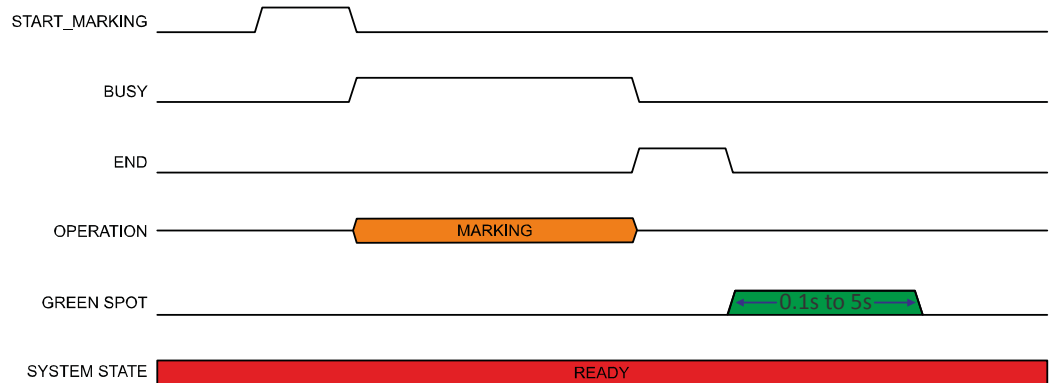 START_MARKING
BUSY
END
OPERATION
MARKING
GREEN SPOT
0.1s to 5s
SYSTEM STATE
READY